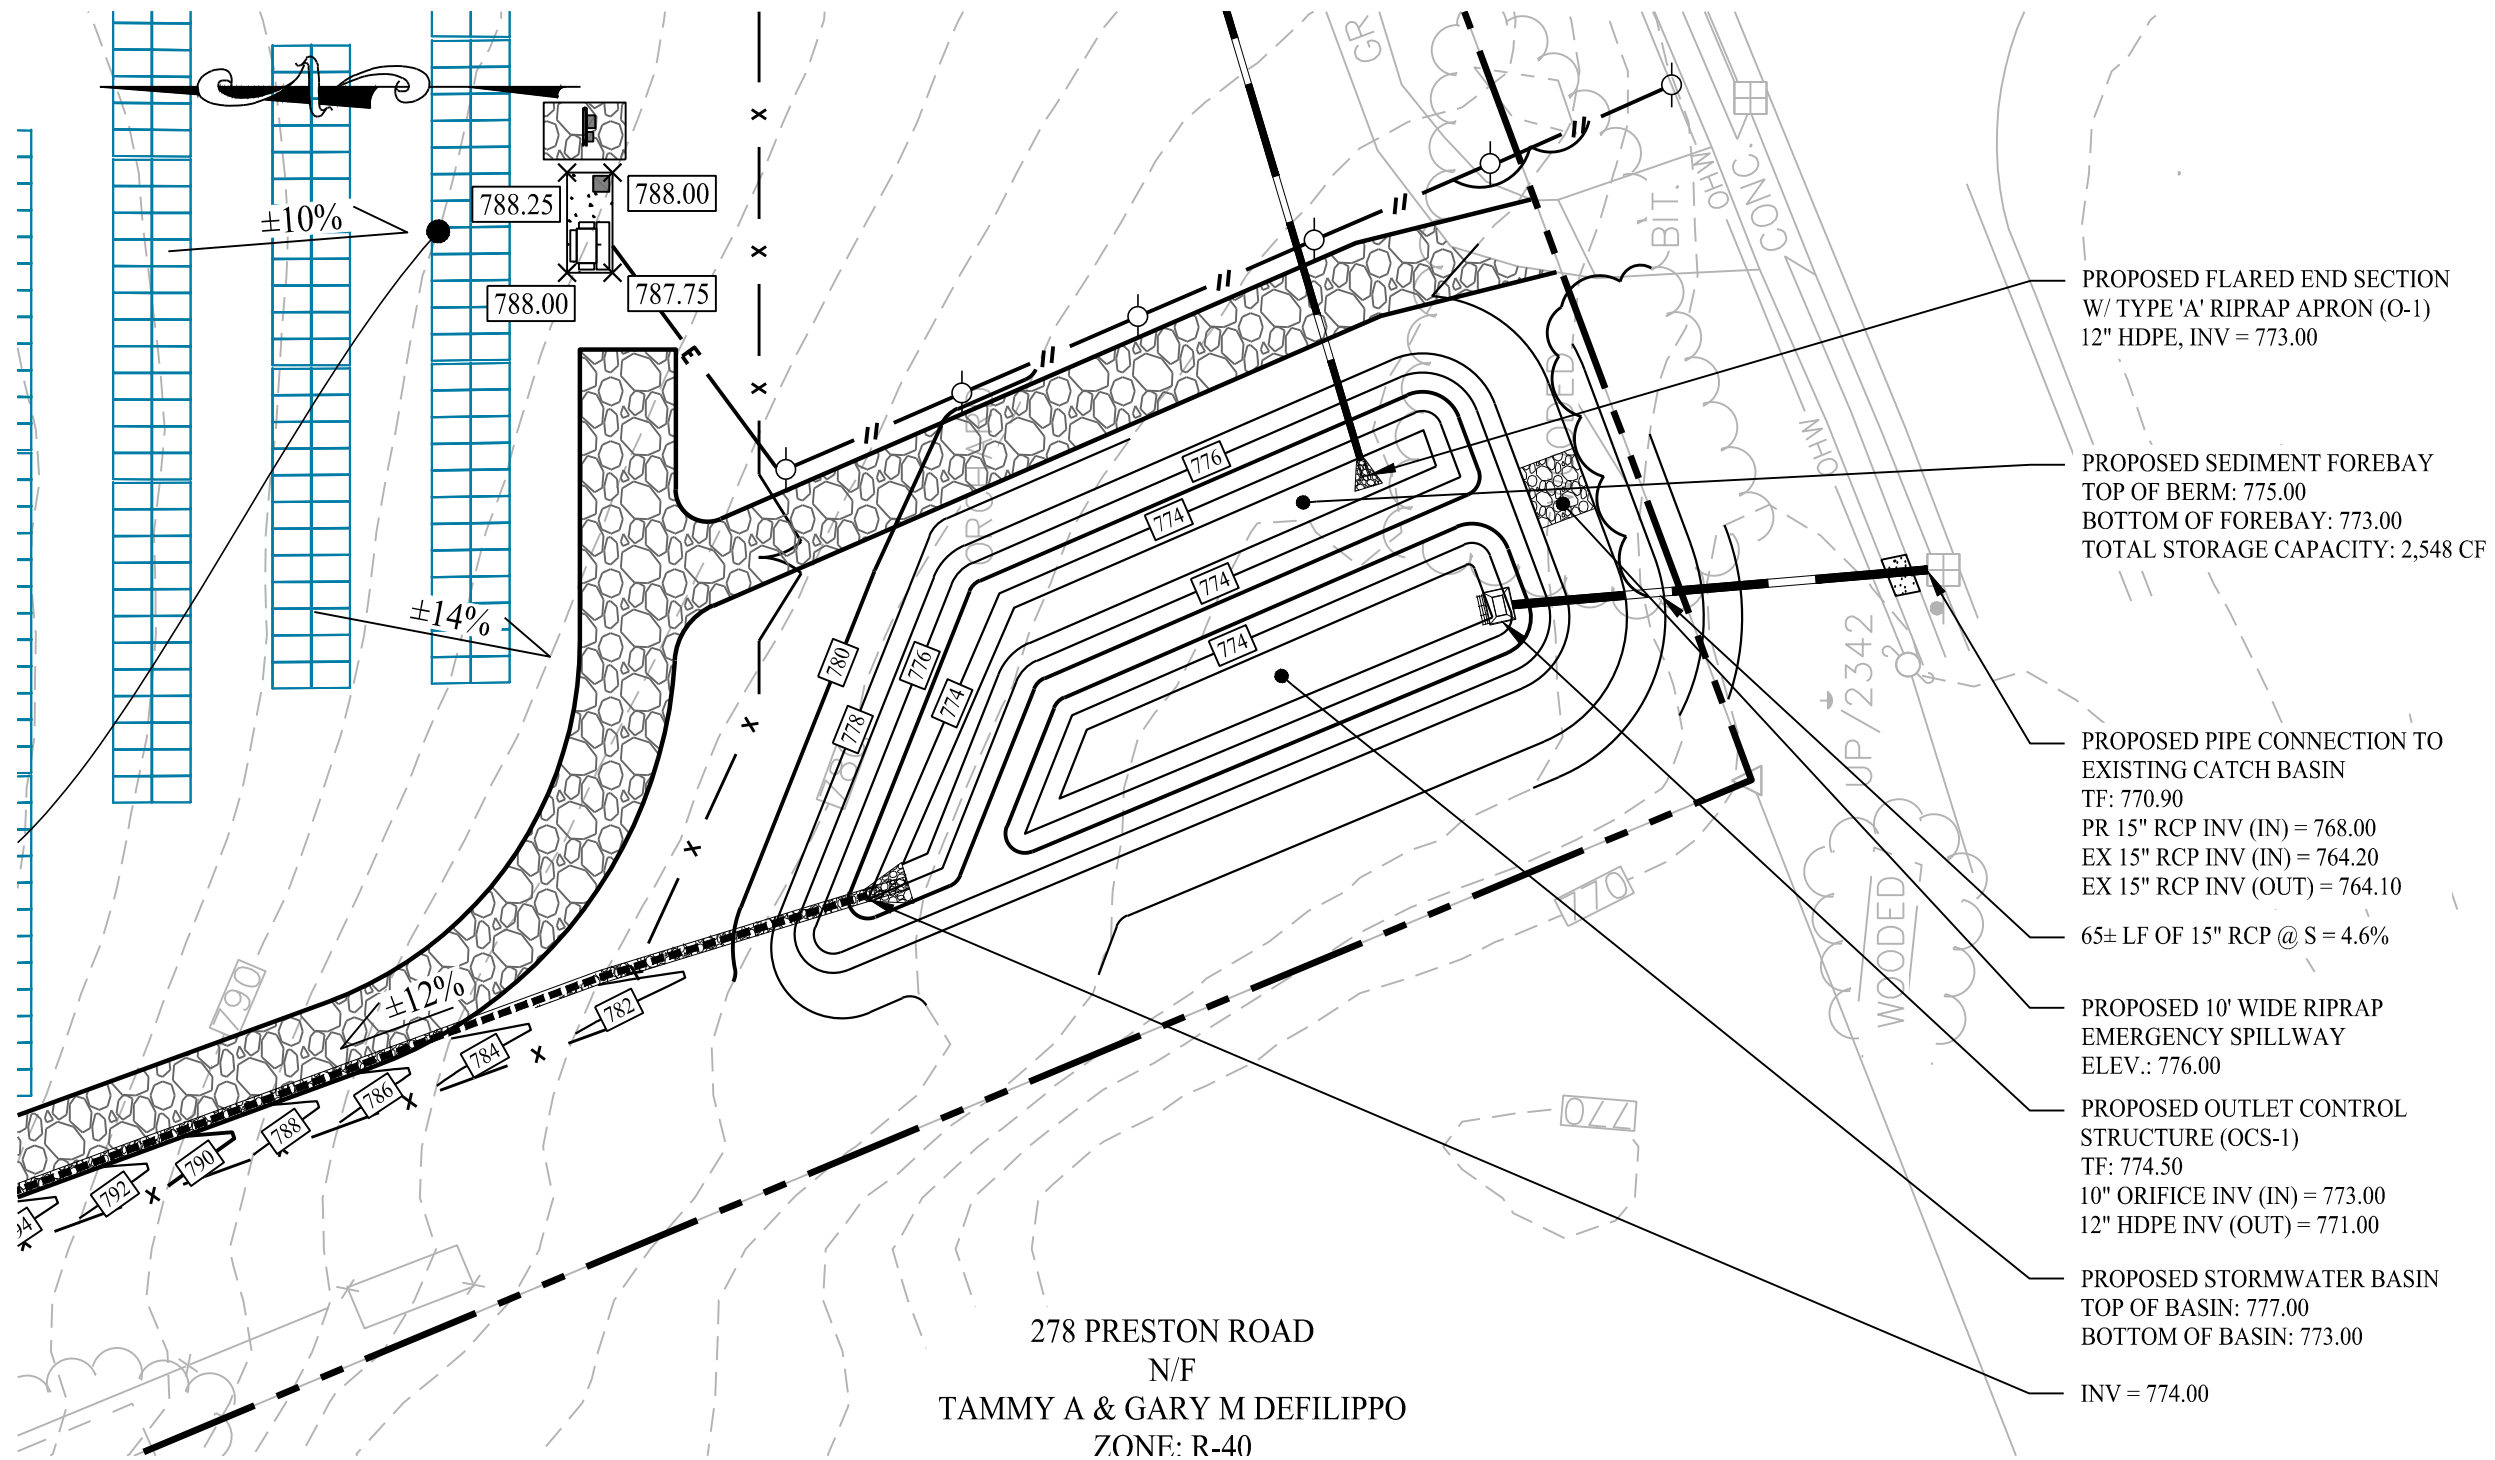 ±10%
788.25
788.00
788.00
787.75
E
±14%
±12%
GR
BIT.
CONC.
OHW
OHW
776
774
774
774
780
776
778
774
782
784
786
788
790
792
94
790
770
770
UP/2342
WOODED
PROPOSED FLARED END SECTION
W/ TYPE 'A' RIPRAP APRON (O-1)
12" HDPE, INV = 773.00
PROPOSED SEDIMENT FOREBAY
TOP OF BERM: 775.00
BOTTOM OF FOREBAY: 773.00
TOTAL STORAGE CAPACITY: 2,548 CF
PROPOSED PIPE CONNECTION TO
EXISTING CATCH BASIN
TF: 770.90
PR 15" RCP INV (IN) = 768.00
EX 15" RCP INV (IN) = 764.20
EX 15" RCP INV (OUT) = 764.10
65± LF OF 15" RCP @ S = 4.6%
PROPOSED 10' WIDE RIPRAP
EMERGENCY SPILLWAY
ELEV.: 776.00
PROPOSED OUTLET CONTROL
STRUCTURE (OCS-1)
TF: 774.50
10" ORIFICE INV (IN) = 773.00
12" HDPE INV (OUT) = 771.00
PROPOSED STORMWATER BASIN
TOP OF BASIN: 777.00
BOTTOM OF BASIN: 773.00
INV = 774.00
278 PRESTON ROAD
N/F
TAMMY A & GARY M DEFILIPPO
ZONE: R-40